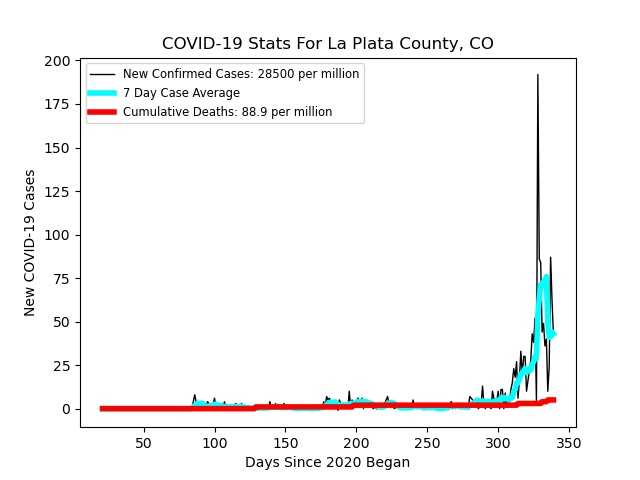 COVID-19 Stats For La Plata County, CO
New Confirmed Cases: 28500 per million
7 Day Case Average
Cumulative Deaths: 88.9 per million
New COVID-19 Cases
200
175
150
125
100
75
50
25
0
50 100 150 200 250 300 350
Days Since 2020 Began